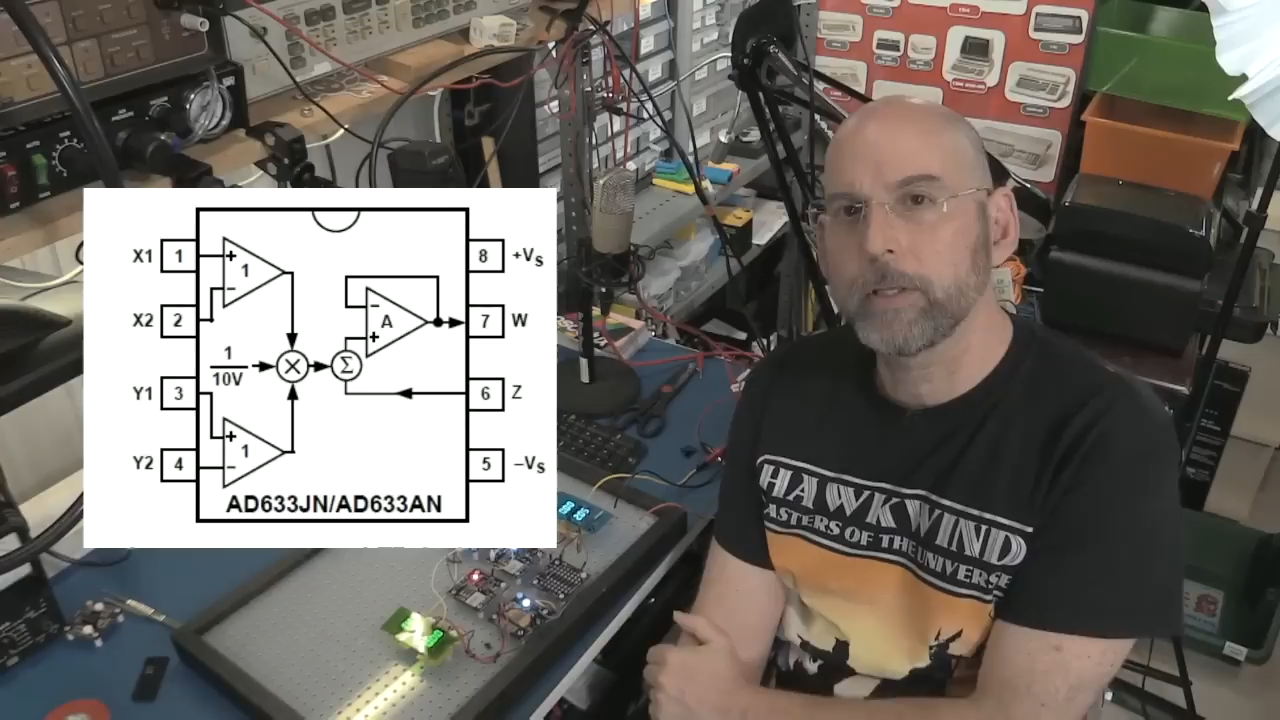 X1 1
8 +Vs
1
X2 2
A
7 W
1
10V
X
Σ
Y1 3
6 Z
1
Y2 4
5 −Vs
AD633JN/AD633AN
HAWKWIND
MASTERS OF THE UNIVERSE